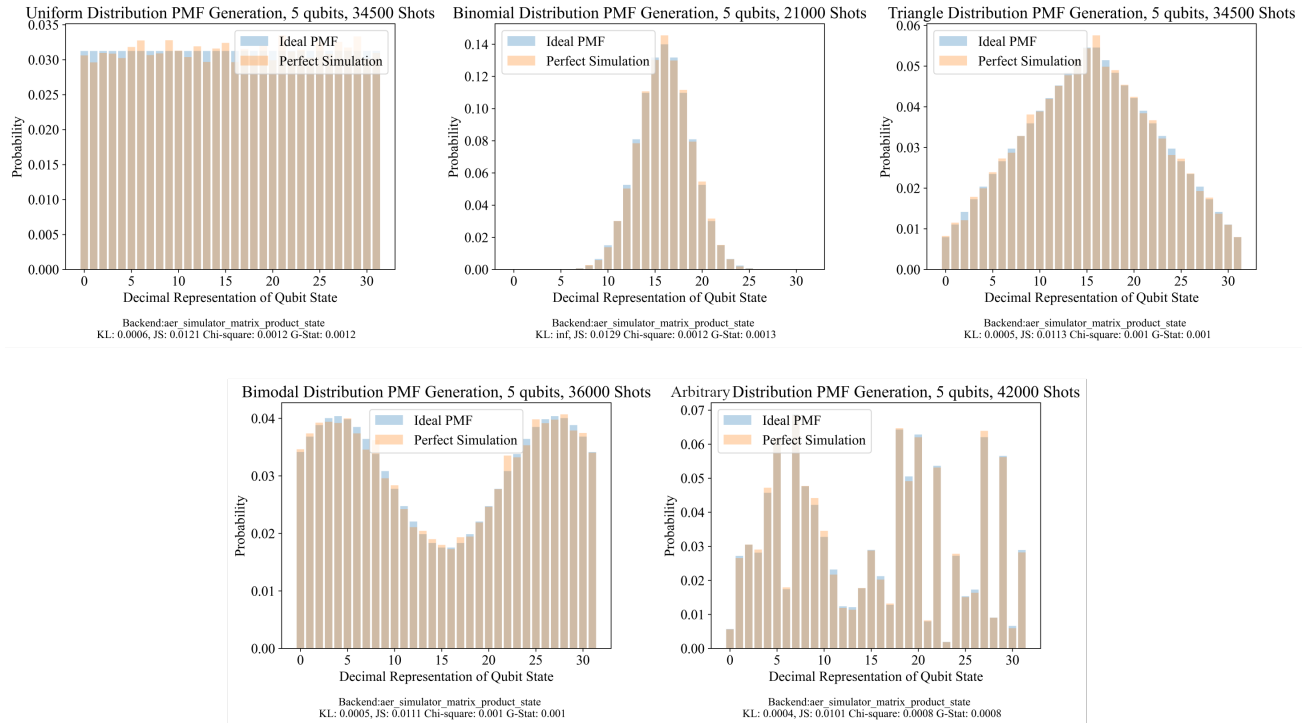 Uniform Distribution PMF Generation, 5 qubits, 34500 Shots
Ideal PMF
Perfect Simulation
0.035
0.030
0.025
0.020
0.015
0.010
0.005
0.000
Probability
0 5 10 15 20 25 30
Decimal Representation of Qubit State
Backend:aer_simulator_matrix_product_state
KL: 0.0006, JS: 0.0121 Chi-square: 0.0012 G-Stat: 0.0012
Binomial Distribution PMF Generation, 5 qubits, 21000 Shots
Ideal PMF
Perfect Simulation
0.14
0.12
0.10
0.08
0.06
0.04
0.02
0.00
Probability
0 5 10 15 20 25 30
Decimal Representation of Qubit State
Backend:aer_simulator_matrix_product_state
KL: inf, JS: 0.0129 Chi-square: 0.0012 G-Stat: 0.0013
Triangle Distribution PMF Generation, 5 qubits, 34500 Shots
Ideal PMF
Perfect Simulation
0.06
0.05
0.04
0.03
0.02
0.01
0.00
Probability
0 5 10 15 20 25 30
Decimal Representation of Qubit State
Backend:aer_simulator_matrix_product_state
KL: 0.0005, JS: 0.0113 Chi-square: 0.001 G-Stat: 0.001
Bimodal Distribution PMF Generation, 5 qubits, 36000 Shots
Ideal PMF
Perfect Simulation
0.04
0.03
0.02
0.01
0.00
Probability
0 5 10 15 20 25 30
Decimal Representation of Qubit State
Backend:aer_simulator_matrix_product_state
KL: 0.0005, JS: 0.0111 Chi-square: 0.001 G-Stat: 0.001
Arbitrary Distribution PMF Generation, 5 qubits, 42000 Shots
Ideal PMF
Perfect Simulation
0.07
0.06
0.05
0.04
0.03
0.02
0.01
0.00
Probability
0 5 10 15 20 25 30
Decimal Representation of Qubit State
Backend:aer_simulator_matrix_product_state
KL: 0.0004, JS: 0.0101 Chi-square: 0.0008 G-Stat: 0.0008